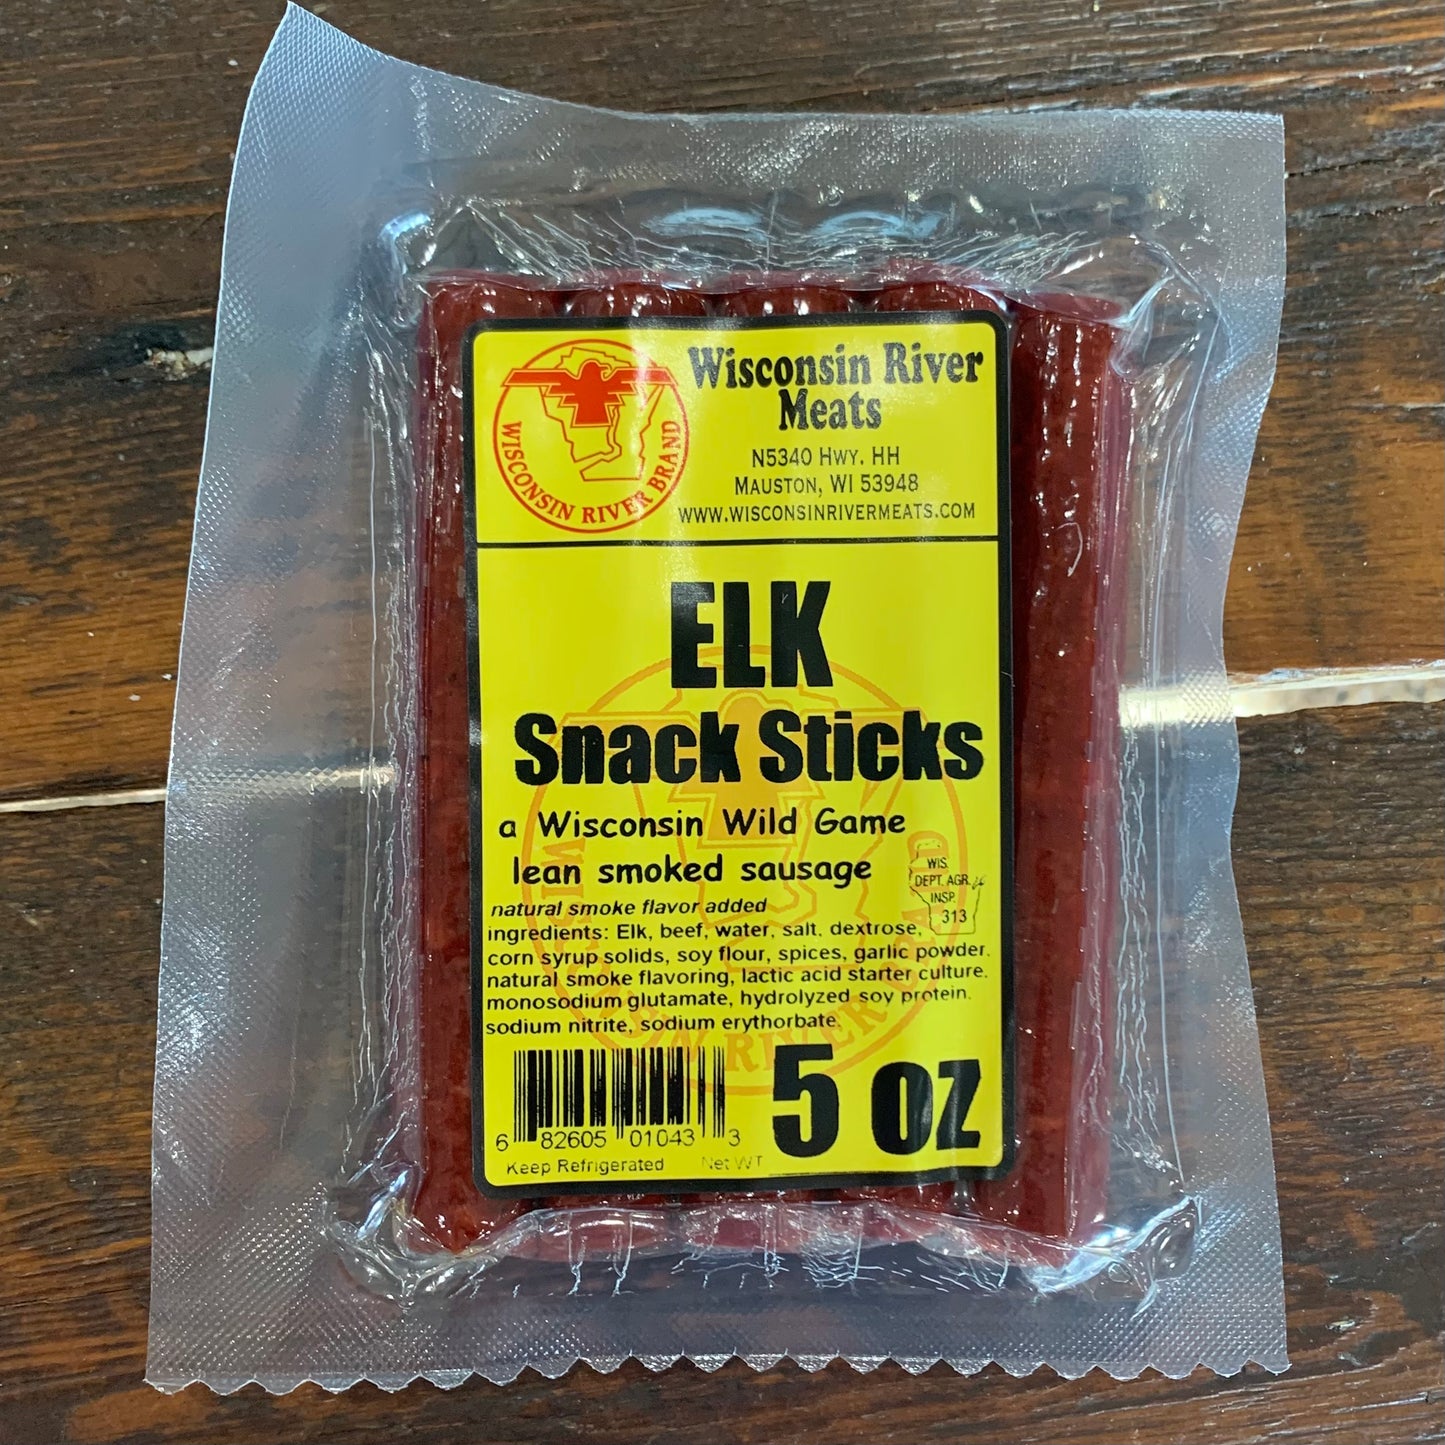 WISCONSIN RIVER BRAND
Wisconsin River
Meats
N5340 Hwy. HH
Mauston, WI 53948
www.wisconsinrivermeats.com
ELK
Snack Sticks
a Wisconsin Wild Game
lean smoked sausage
WIS.
DEPT. AGR.
INSP.
313
natural smoke flavor added
ingredients: Elk, beef, water, salt, dextrose,
corn syrup solids, soy flour, spices, garlic powder.
natural smoke flavoring, lactic acid starter culture.
monosodium glutamate, hydrolyzed soy protein.
sodium nitrite, sodium erythorbate.
WISCONSIN RIVER BRAND
6 82605 01043 3
Keep Refrigerated
Net WT
5 oz